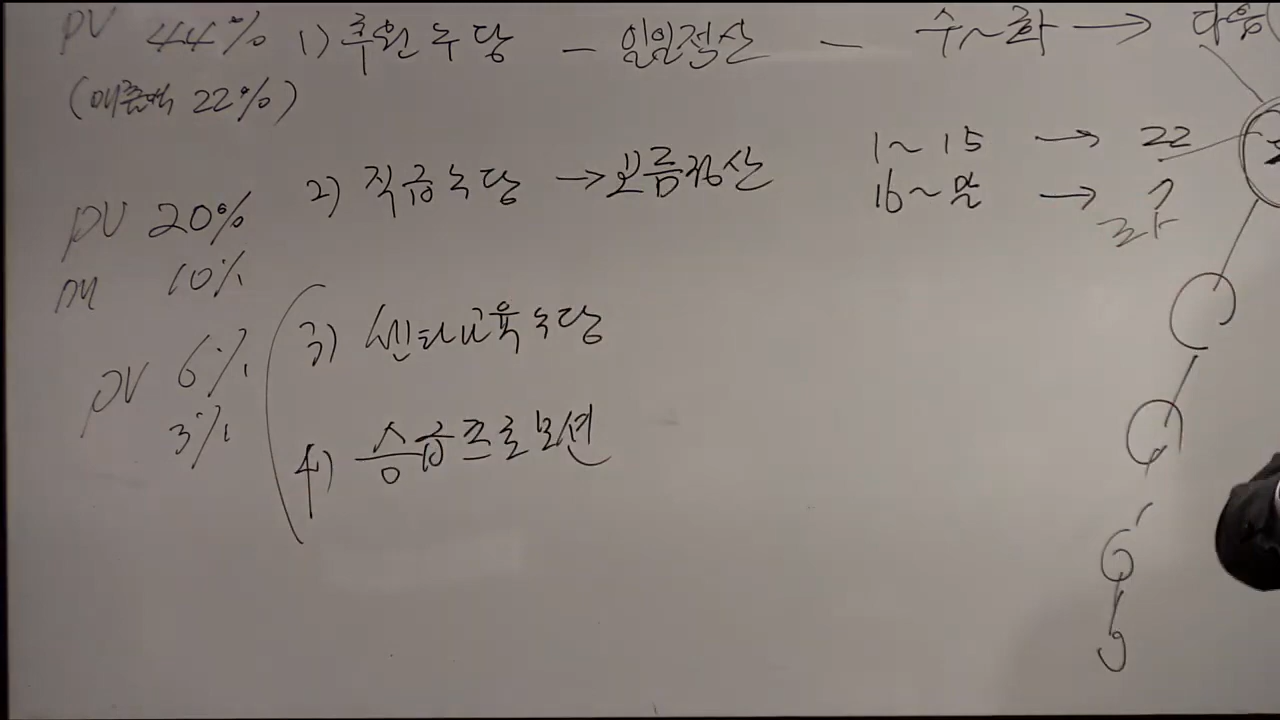 PV 44% 1) 후원수당 - 일일정산 - 수~화 → 다음
(매출액 22%)
1~15 → 22
PV 20% 2) 직급수당 → 보름정산 16~말 → 7
매 10%
PV 6% 3) 센타교육수당
3%
4) 승급프로모션